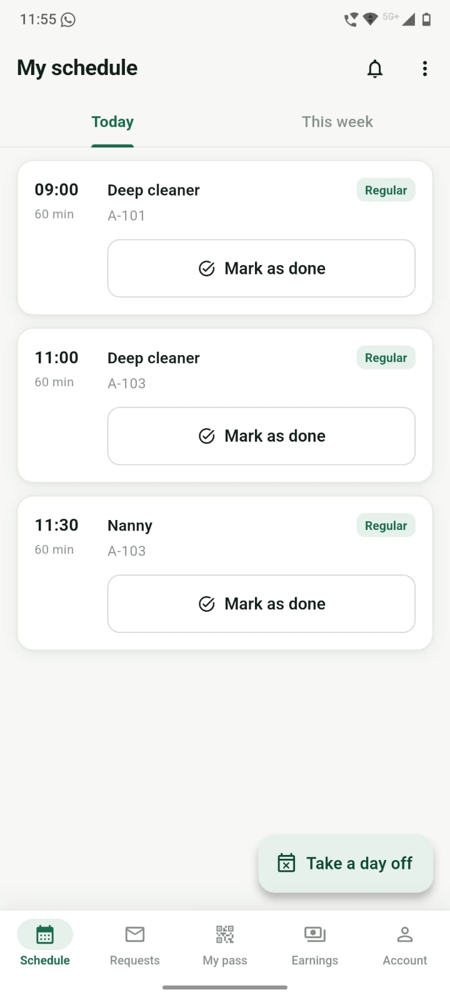 11:55
5G+
My schedule
Today
This week
09:00
Deep cleaner
Regular
60 min
A-101
Mark as done
11:00
Deep cleaner
Regular
60 min
A-103
Mark as done
11:30
Nanny
Regular
60 min
A-103
Mark as done
Take a day off
Schedule
Requests
My pass
Earnings
Account